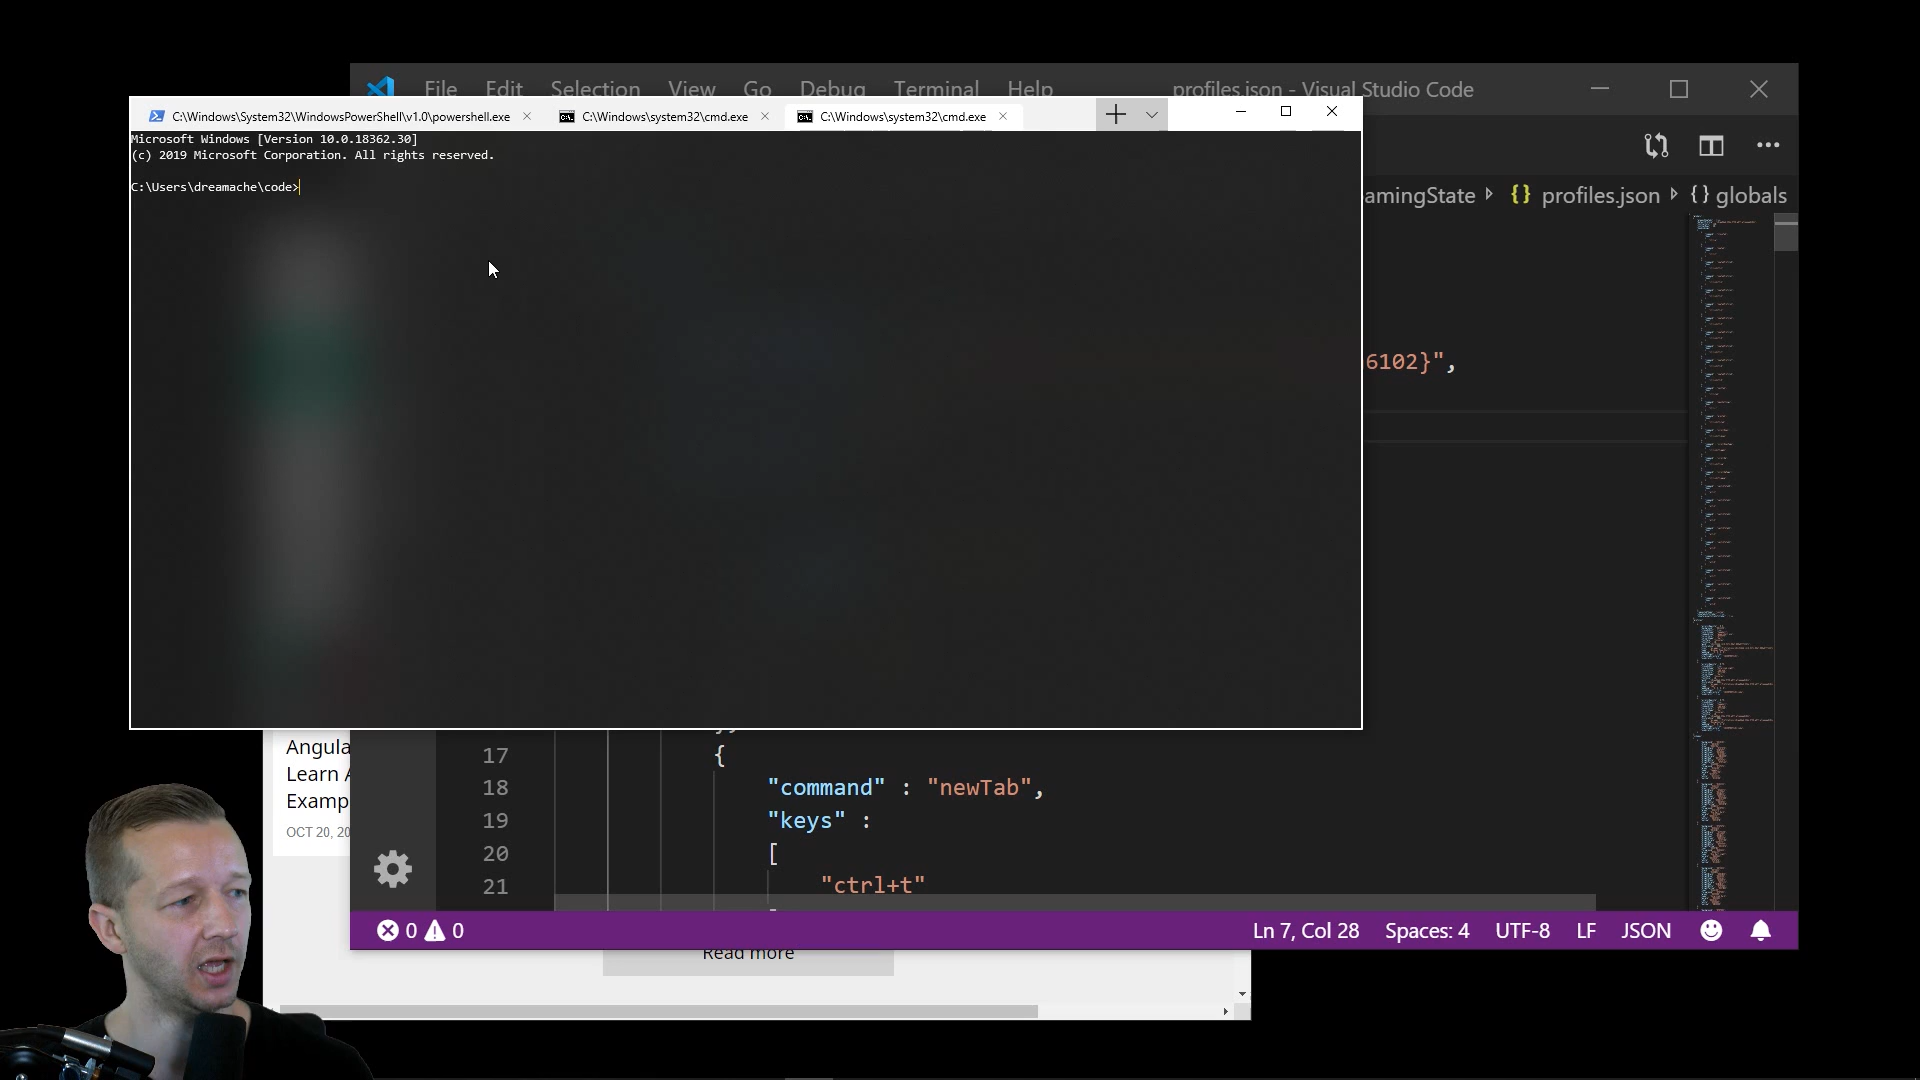 File Edit Selection View Go Debug Terminal Help profiles.json - Visual Studio Code
C:\Windows\System32\WindowsPowerShell\v1.0\powershell.exe
C:\Windows\system32\cmd.exe
C:\Windows\system32\cmd.exe
Microsoft Windows [Version 10.0.18362.30]
(c) 2019 Microsoft Corporation. All rights reserved.
C:\Users\dreamache\code>
amingState {} profiles.json {} globals
6102}",
17 {
18 "command" : "newTab",
19 "keys" :
20 [
21 "ctrl+t"
Angula
Learn A
Examp
OCT 20, 20
0 0 Ln 7, Col 28 Spaces: 4 UTF-8 LF JSON
Read more